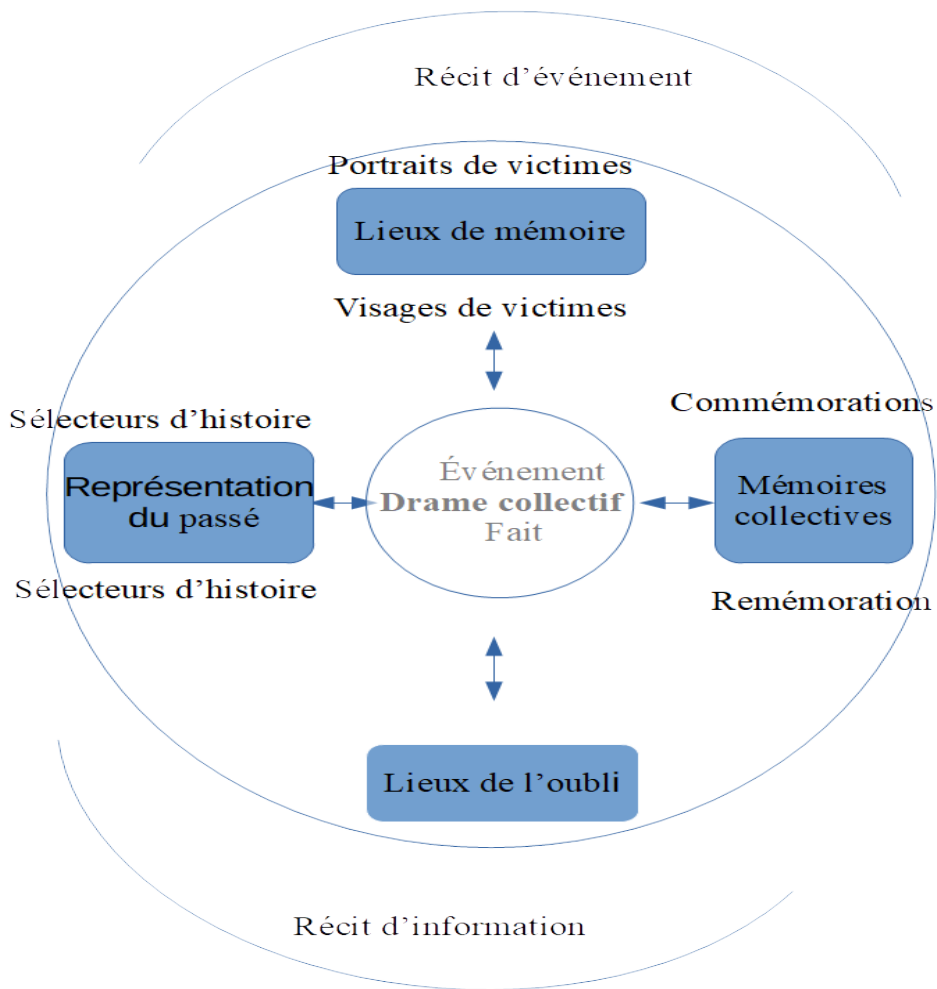 Récit d'événement
Portraits de victimes
Lieux de mémoire
Visages de victimes
Sélecteurs d'histoire
Représentation
du passé
Sélecteurs d'histoire
Événement
Drame collectif
Fait
Commémorations
Mémoires
collectives
Remémoration
Lieux de l'oubli
Récit d'information